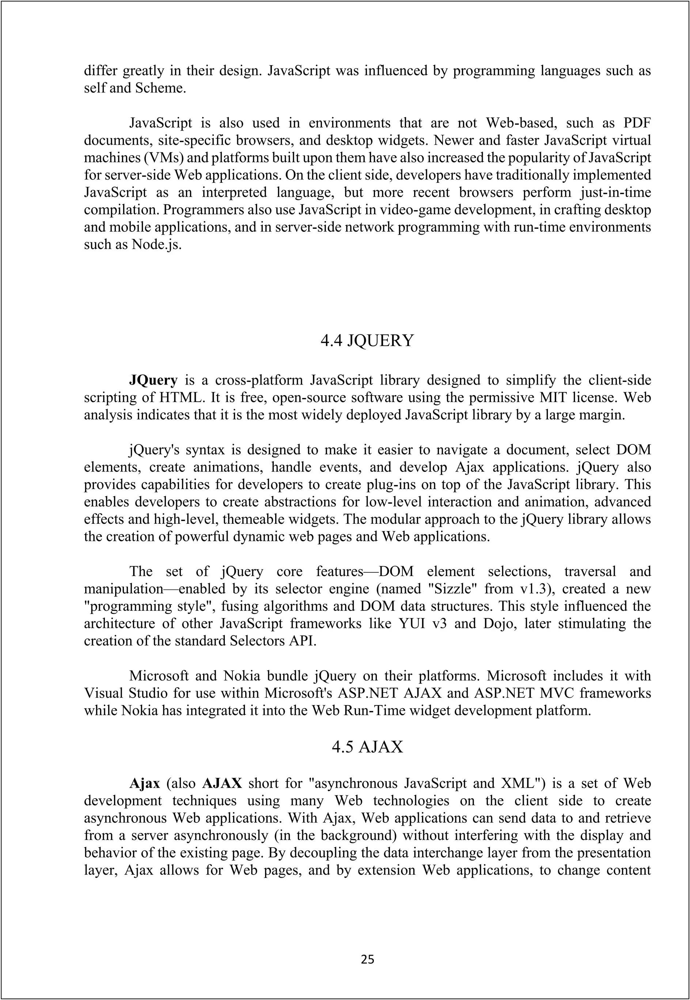 differ greatly in their design. JavaScript was influenced by programming languages such as
self and Scheme.
JavaScript is also used in environments that are not Web-based, such as PDF
documents, site-specific browsers, and desktop widgets. Newer and faster JavaScript virtual
machines (VMs) and platforms built upon them have also increased the popularity of JavaScript
for server-side Web applications. On the client side, developers have traditionally implemented
JavaScript as an interpreted language, but more recent browsers perform just-in-time
compilation. Programmers also use JavaScript in video-game development, in crafting desktop
and mobile applications, and in server-side network programming with run-time environments
such as Node.js.
4.4 JQUERY
JQuery is a cross-platform JavaScript library designed to simplify the client-side
scripting of HTML. It is free, open-source software using the permissive MIT license. Web
analysis indicates that it is the most widely deployed JavaScript library by a large margin.
jQuery's syntax is designed to make it easier to navigate a document, select DOM
elements, create animations, handle events, and develop Ajax applications. jQuery also
provides capabilities for developers to create plug-ins on top of the JavaScript library. This
enables developers to create abstractions for low-level interaction and animation, advanced
effects and high-level, themeable widgets. The modular approach to the jQuery library allows
the creation of powerful dynamic web pages and Web applications.
The set of jQuery core features—DOM element selections, traversal and
manipulation—enabled by its selector engine (named "Sizzle" from v1.3), created a new
"programming style", fusing algorithms and DOM data structures. This style influenced the
architecture of other JavaScript frameworks like YUI v3 and Dojo, later stimulating the
creation of the standard Selectors API.
Microsoft and Nokia bundle jQuery on their platforms. Microsoft includes it with
Visual Studio for use within Microsoft's ASP.NET AJAX and ASP.NET MVC frameworks
while Nokia has integrated it into the Web Run-Time widget development platform.
4.5 AJAX
Ajax (also AJAX short for "asynchronous JavaScript and XML") is a set of Web
development techniques using many Web technologies on the client side to create
asynchronous Web applications. With Ajax, Web applications can send data to and retrieve
from a server asynchronously (in the background) without interfering with the display and
behavior of the existing page. By decoupling the data interchange layer from the presentation
layer, Ajax allows for Web pages, and by extension Web applications, to change content
25